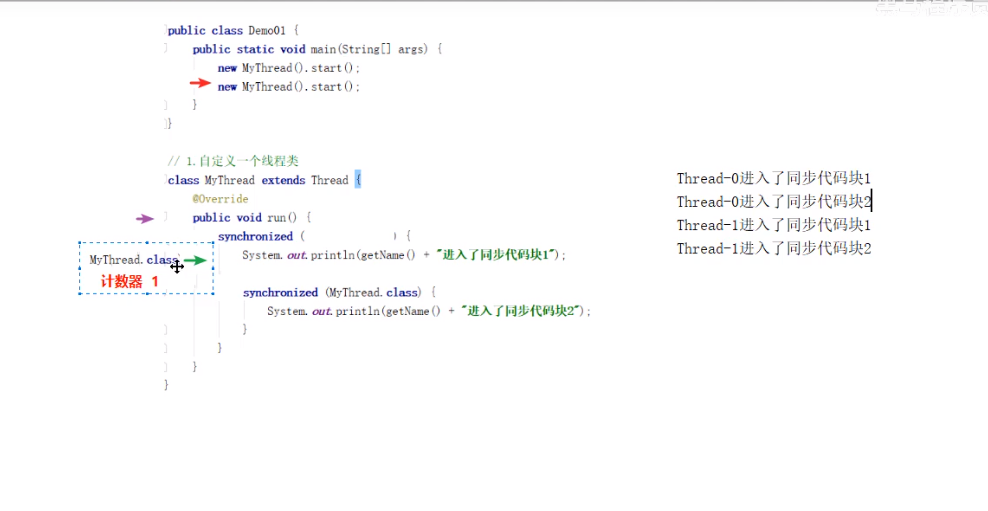 public class Demo01 {
public static void main(String[] args) {
new MyThread().start();
new MyThread().start();
}
}
// 1.自定义一个线程类
class MyThread extends Thread {
@Override
public void run() {
synchronized ( ) {
MyThread.class
计数器 1
System.out.println(getName() + "进入了同步代码块1");
synchronized (MyThread.class) {
System.out.println(getName() + "进入了同步代码块2");
}
}
}
}
Thread-0进入了同步代码块1
Thread-0进入了同步代码块2
Thread-1进入了同步代码块1
Thread-1进入了同步代码块2